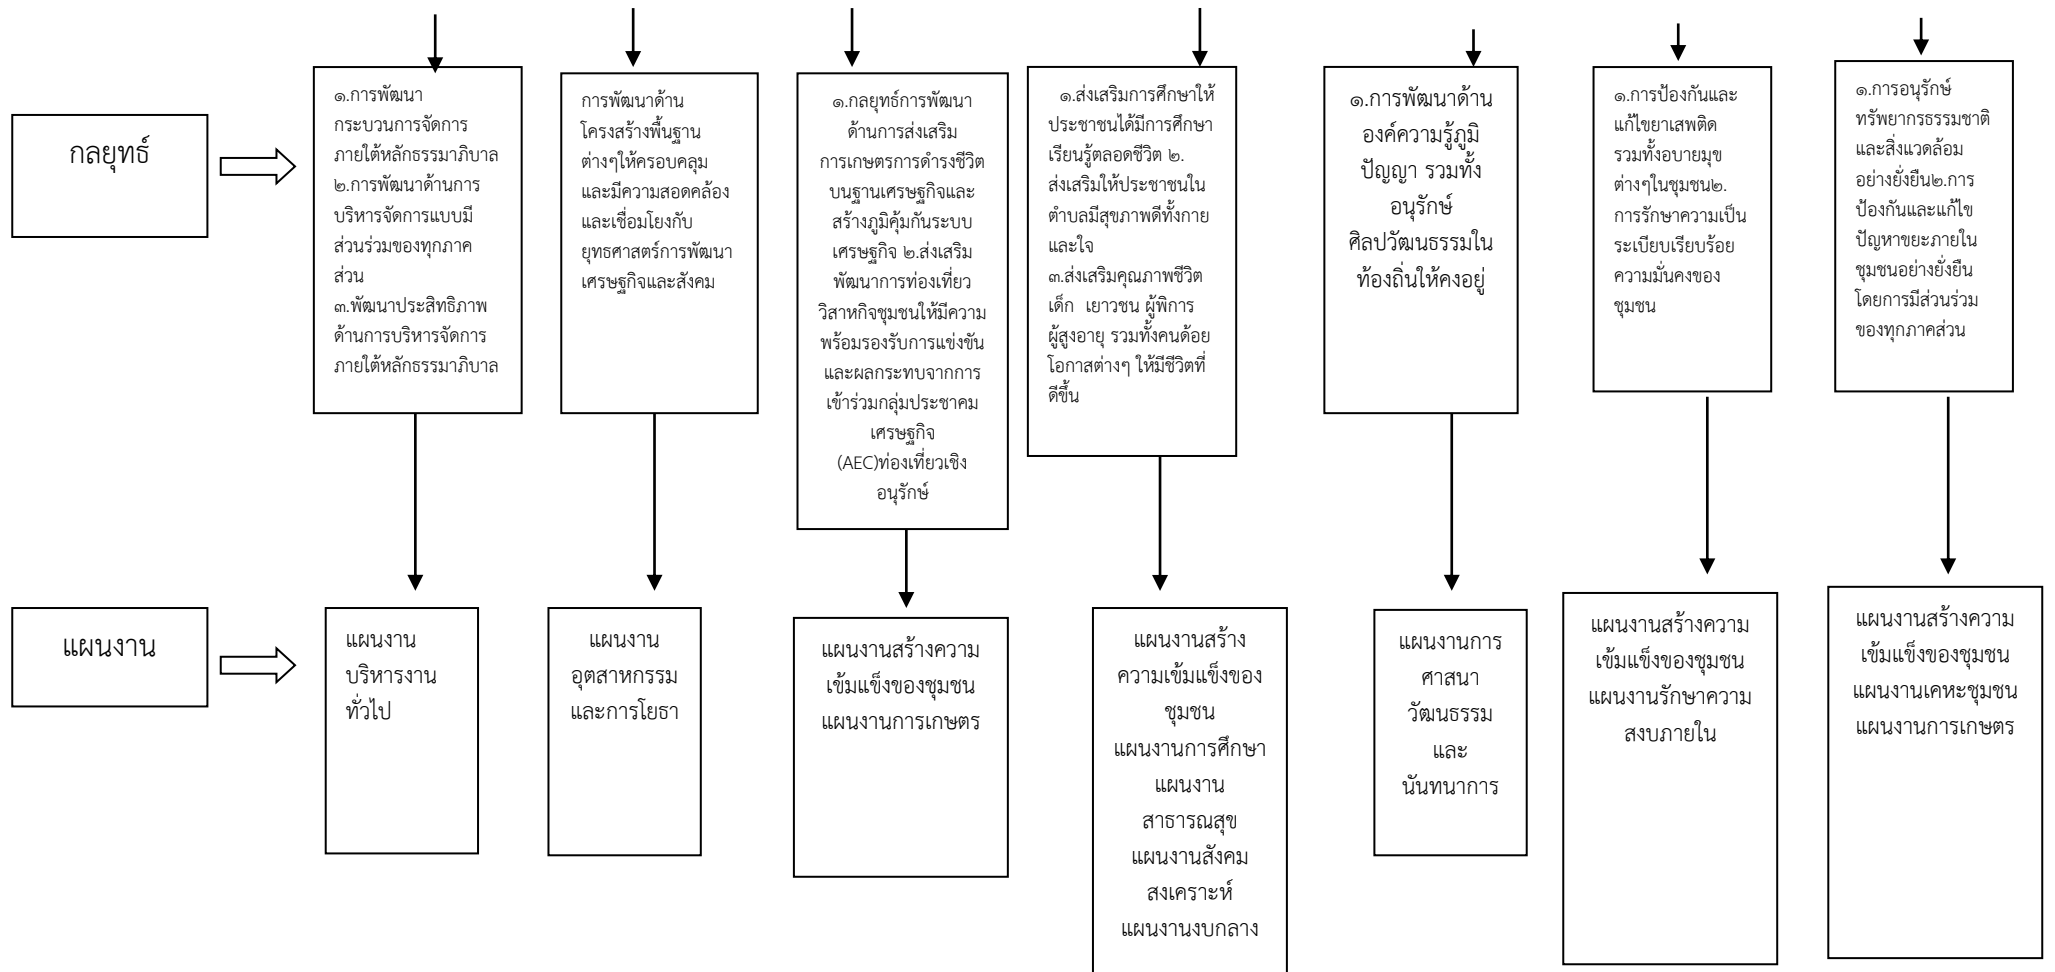 กลยุทธ์
๑.การพัฒนา
กระบวนการจัดการ
ภายใต้หลักธรรมาภิบาล
๒.การพัฒนาด้านการ
บริหารจัดการแบบมี
ส่วนร่วมของทุกภาค
ส่วน
๓.พัฒนาประสิทธิภาพ
ด้านการบริหารจัดการ
ภายใต้หลักธรรมาภิบาล
การพัฒนาด้าน
โครงสร้างพื้นฐาน
ต่างๆให้ครอบคลุม
และมีความสอดคล้อง
และเชื่อมโยงกับ
ยุทธศาสตร์การพัฒนา
เศรษฐกิจและสังคม
๑.กลยุทธ์การพัฒนา
ด้านการส่งเสริม
การเกษตรการดำรงชีวิต
บนฐานเศรษฐกิจและ
สร้างภูมิคุ้มกันระบบ
เศรษฐกิจ ๒.ส่งเสริม
พัฒนาการท่องเที่ยว
วิสาหกิจชุมชนให้มีความ
พร้อมรองรับการแข่งขัน
และผลกระทบจากการ
เข้าร่วมกลุ่มประชาคม
เศรษฐกิจ
(AEC)ท่องเที่ยวเชิง
อนุรักษ์
๑.ส่งเสริมการศึกษาให้
ประชาชนได้มีการศึกษา
เรียนรู้ตลอดชีวิต ๒.
ส่งเสริมให้ประชาชนใน
ตำบลมีสุขภาพดีทั้งกาย
และใจ
๓.ส่งเสริมคุณภาพชีวิต
เด็ก เยาวชน ผู้พิการ
ผู้สูงอายุ รวมทั้งคนด้อย
โอกาสต่างๆ ให้มีชีวิตที่
ดีขึ้น
๑.การพัฒนาด้าน
องค์ความรู้ภูมิ
ปัญญา รวมทั้ง
อนุรักษ์
ศิลปวัฒนธรรมใน
ท้องถิ่นให้คงอยู่
๑.การป้องกันและ
แก้ไขยาเสพติด
รวมทั้งอบายมุข
ต่างๆในชุมชน๒.
การรักษาความเป็น
ระเบียบเรียบร้อย
ความมั่นคงของ
ชุมชน
๑.การอนุรักษ์
ทรัพยากรธรรมชาติ
และสิ่งแวดล้อม
อย่างยั่งยืน๒.การ
ป้องกันและแก้ไข
ปัญหาขยะภายใน
ชุมชนอย่างยั่งยืน
โดยการมีส่วนร่วม
ของทุกภาคส่วน
แผนงาน
แผนงาน
บริหารงาน
ทั่วไป
แผนงาน
อุตสาหกรรม
และการโยธา
แผนงานสร้างความ
เข้มแข็งของชุมชน
แผนงานการเกษตร
แผนงานสร้าง
ความเข้มแข็งของ
ชุมชน
แผนงานการศึกษา
แผนงาน
สาธารณสุข
แผนงานสังคม
สงเคราะห์
แผนงานงบกลาง
แผนงานการ
ศาสนา
วัฒนธรรม
และ
นันทนาการ
แผนงานสร้างความ
เข้มแข็งของชุมชน
แผนงานรักษาความ
สงบภายใน
แผนงานสร้างความ
เข้มแข็งของชุมชน
แผนงานเคหะชุมชน
แผนงานการเกษตร